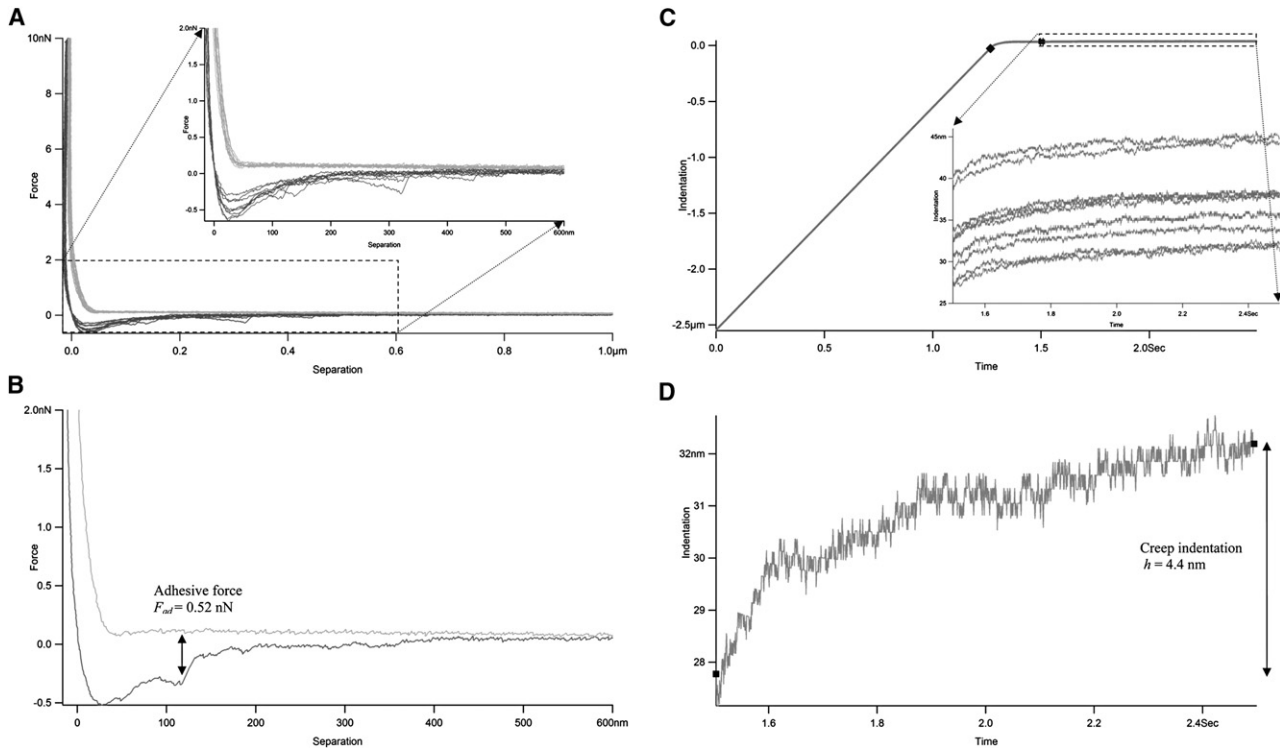 A
10nN
8
6
4
2
0
Force
0.0
0.2
0.4
0.6
0.8
1.0µm
Separation
2.0nN
1.5
1.0
0.5
0.0
-0.5
Force
0
100
200
300
400
500
600nm
Separation
B
2.0nN
1.5
1.0
0.5
0.0
-0.5
Force
Adhesive force
Fad = 0.52 nN
0
100
200
300
400
500
600nm
Separation
C
0.0
-0.5
-1.0
-1.5
-2.0
-2.5µm
Indentation
0.0
0.5
1.0
1.5
2.0Sec
Time
45nm
40
35
30
25
Indentation
1.6
1.8
2.0
2.2
2.4Sec
Time
D
32nm
31
30
29
28
Indentation
Creep indentation
h = 4.4 nm
1.6
1.8
2.0
2.2
2.4Sec
Time